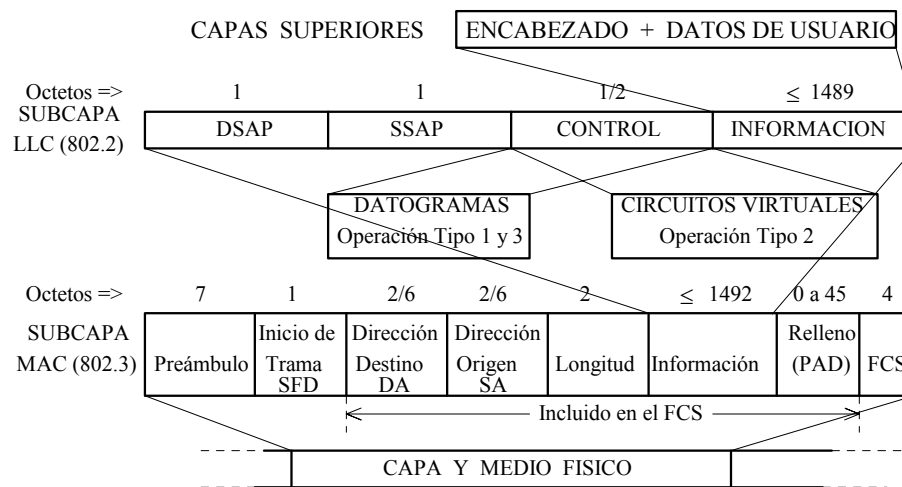 CAPAS SUPERIORES ENCABEZADO + DATOS DE USUARIO
Octetos => 1 1 1/2 ≤ 1489
SUBCAPA
LLC (802.2) DSAP SSAP CONTROL INFORMACION
DATOGRAMAS CIRCUITOS VIRTUALES
Operación Tipo 1 y 3 Operación Tipo 2
Octetos => 7 1 2/6 2/6 2 ≤ 1492 0 a 45 4
SUBCAPA
MAC (802.3)
Preámbulo
Inicio de
Trama
SFD
Dirección
Destino
DA
Dirección
Origen
SA
Longitud
Información
Relleno
(PAD)
FCS
Incluido en el FCS
CAPA Y MEDIO FISICO